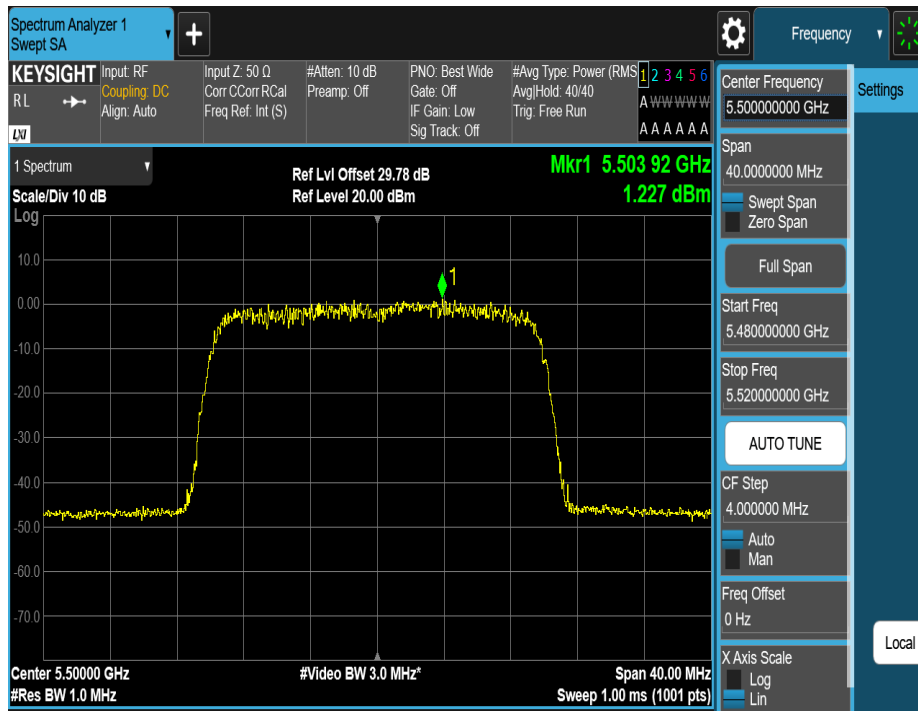 Spectrum Analyzer 1
Swept SA
+
Frequency
KEYSIGHT
R L
LXI
Input: RF
Coupling: DC
Align: Auto
Input Z: 50 Ω
Corr CCorr RCal
Freq Ref: Int (S)
#Atten: 10 dB
Preamp: Off
PNO: Best Wide
Gate: Off
IF Gain: Low
Sig Track: Off
#Avg Type: Power (RMS
Avg|Hold: 40/40
Trig: Free Run
1 2 3 4 5 6
A W W W W W
A A A A A A
1 Spectrum
Scale/Div 10 dB
Log
Ref Lvl Offset 29.78 dB
Ref Level 20.00 dBm
Mkr1 5.503 92 GHz
1.227 dBm
1
10.0
0.00
-10.0
-20.0
-30.0
-40.0
-50.0
-60.0
-70.0
Center 5.50000 GHz
#Res BW 1.0 MHz
#Video BW 3.0 MHz*
Span 40.00 MHz
Sweep 1.00 ms (1001 pts)
Center Frequency
5.500000000 GHz
Span
40.0000000 MHz
Swept Span
Zero Span
Full Span
Start Freq
5.480000000 GHz
Stop Freq
5.520000000 GHz
AUTO TUNE
CF Step
4.000000 MHz
Auto
Man
Freq Offset
0 Hz
X Axis Scale
Log
Lin
Settings
Local